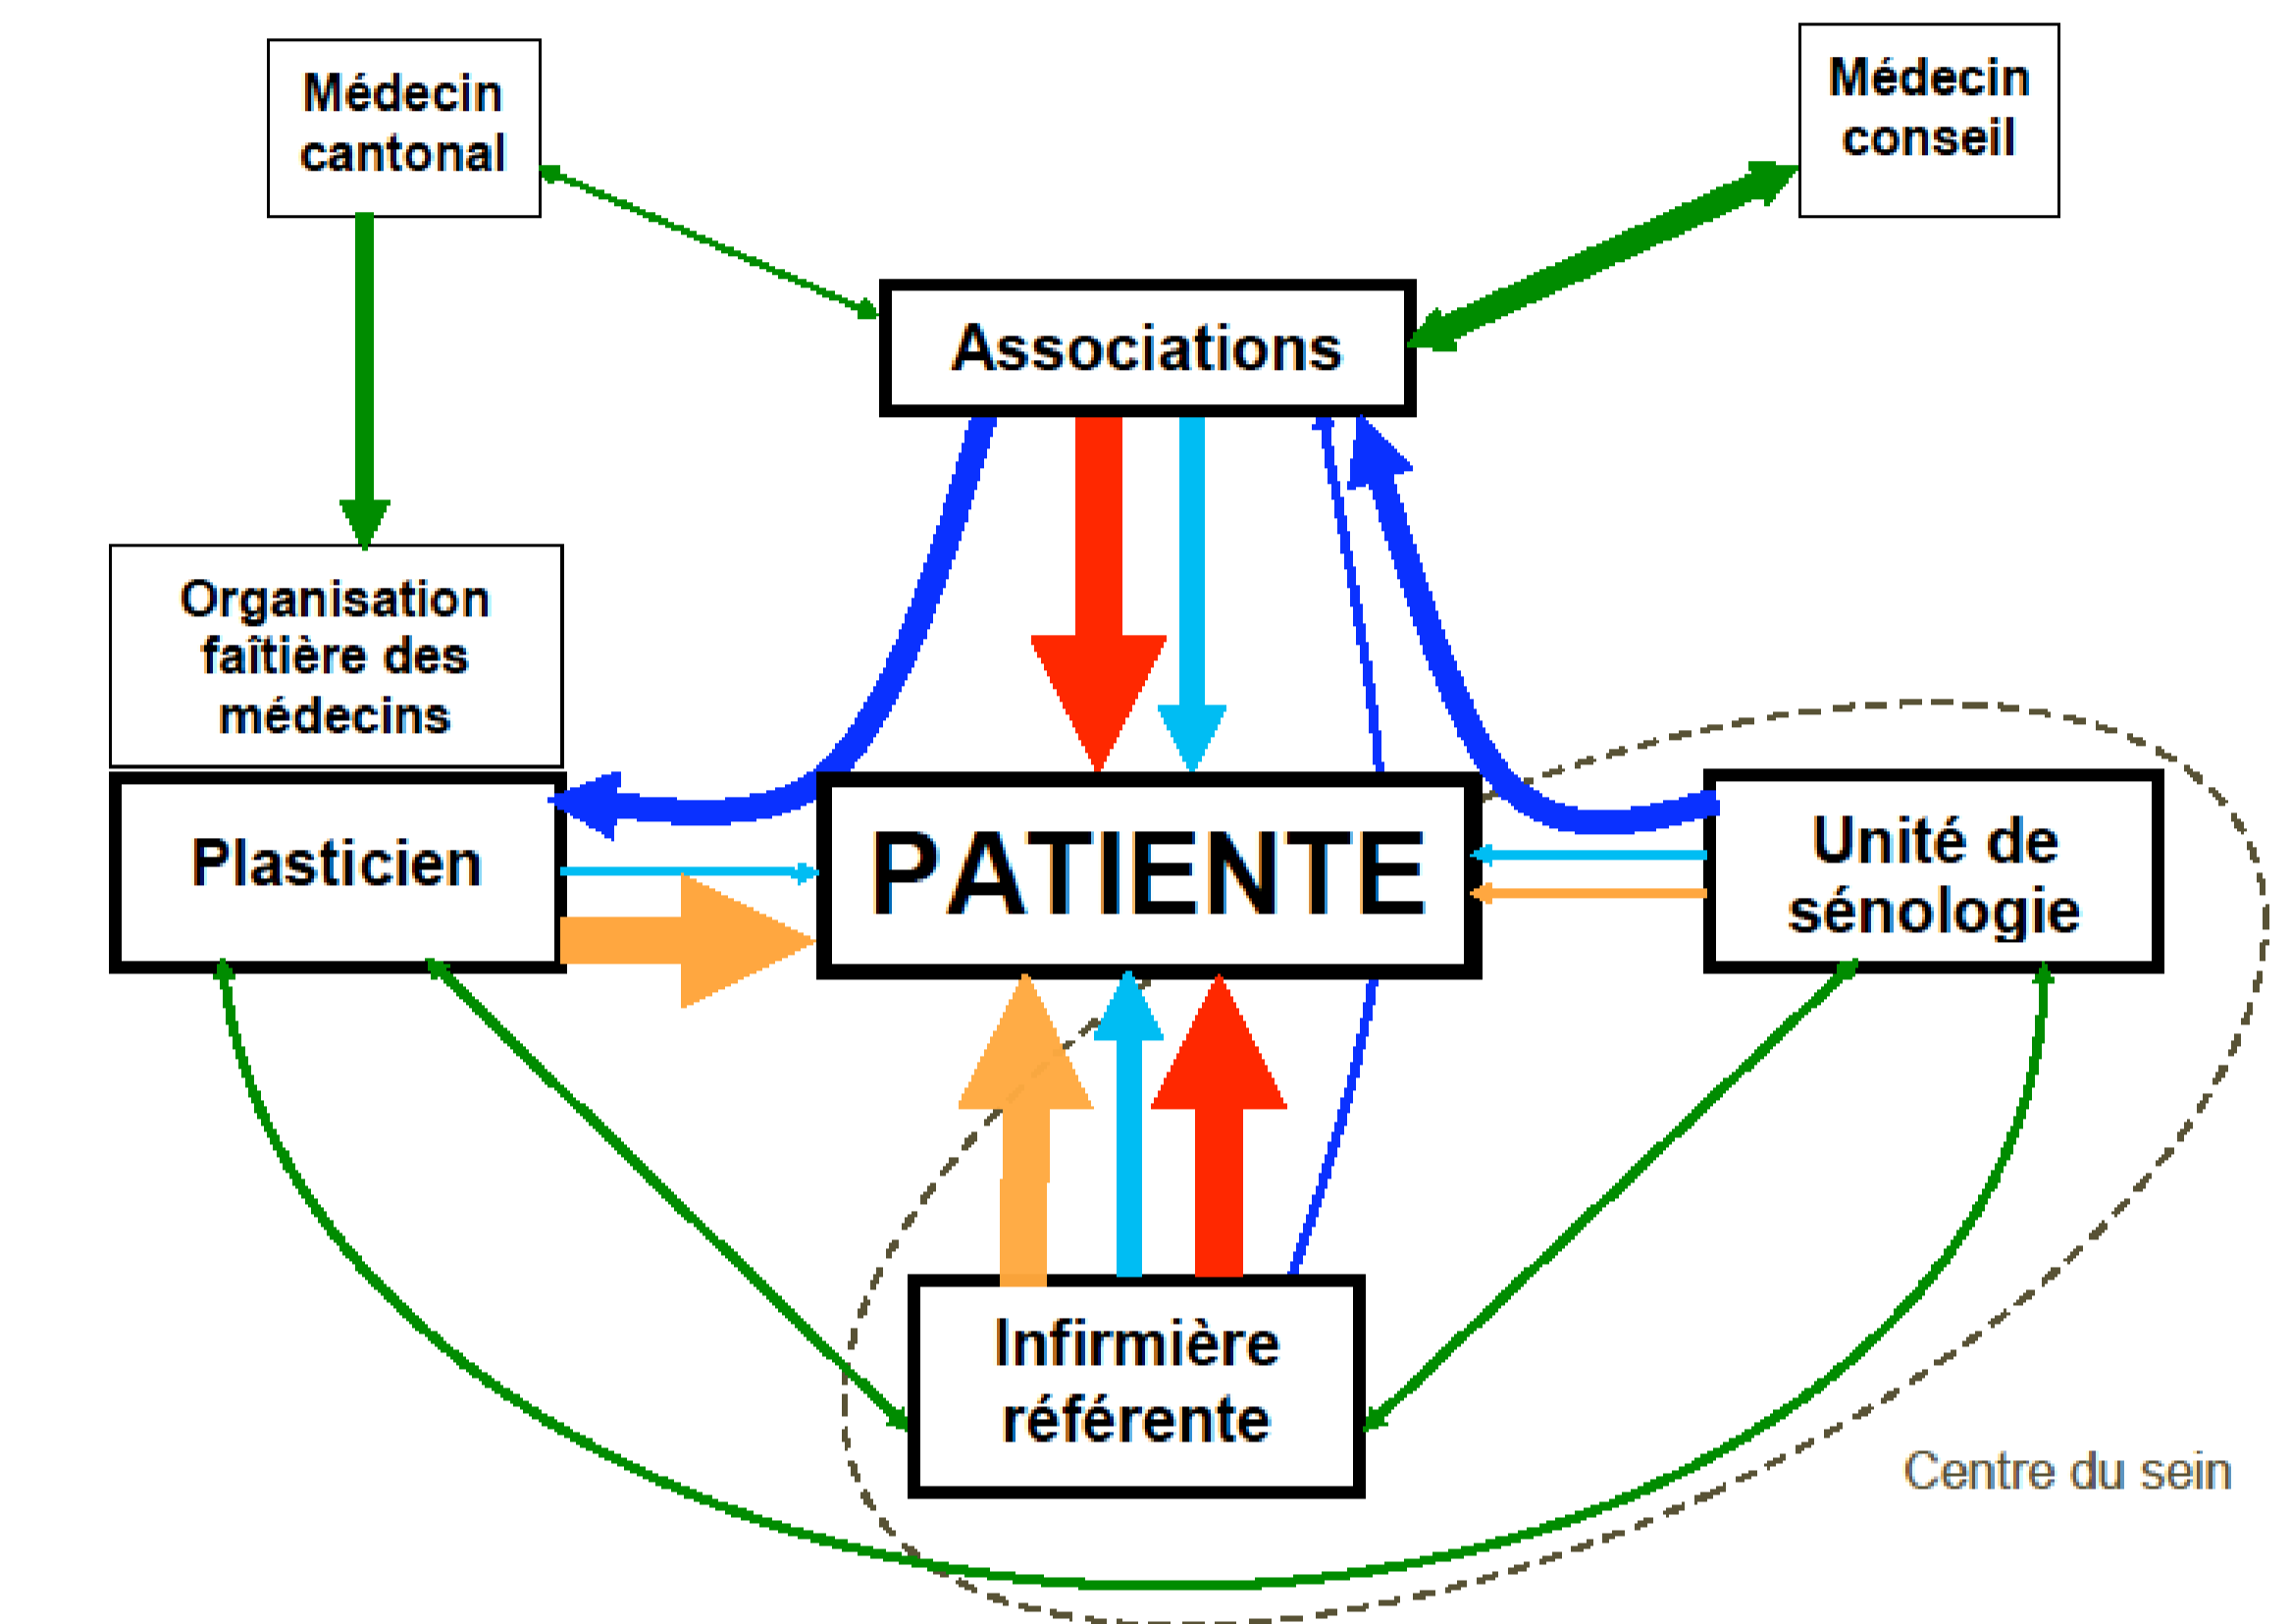 Médecin
cantonal
Médecin
conseil
Associations
Organisation
faîtière des
médecins
Plasticien
PATIENTE
Unité de
sénologie
Infirmière
référente
Centre du sein